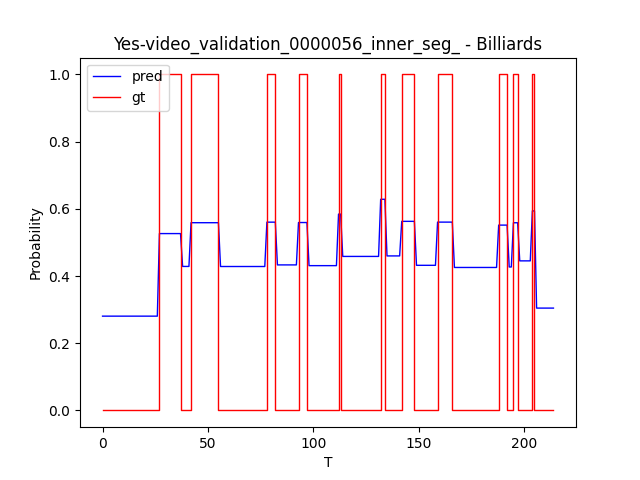 Yes-video_validation_0000056_inner_seg_ - Billiards
pred
gt
1.0
0.8
0.6
0.4
0.2
0.0
Probability
0
50
100
150
200
T